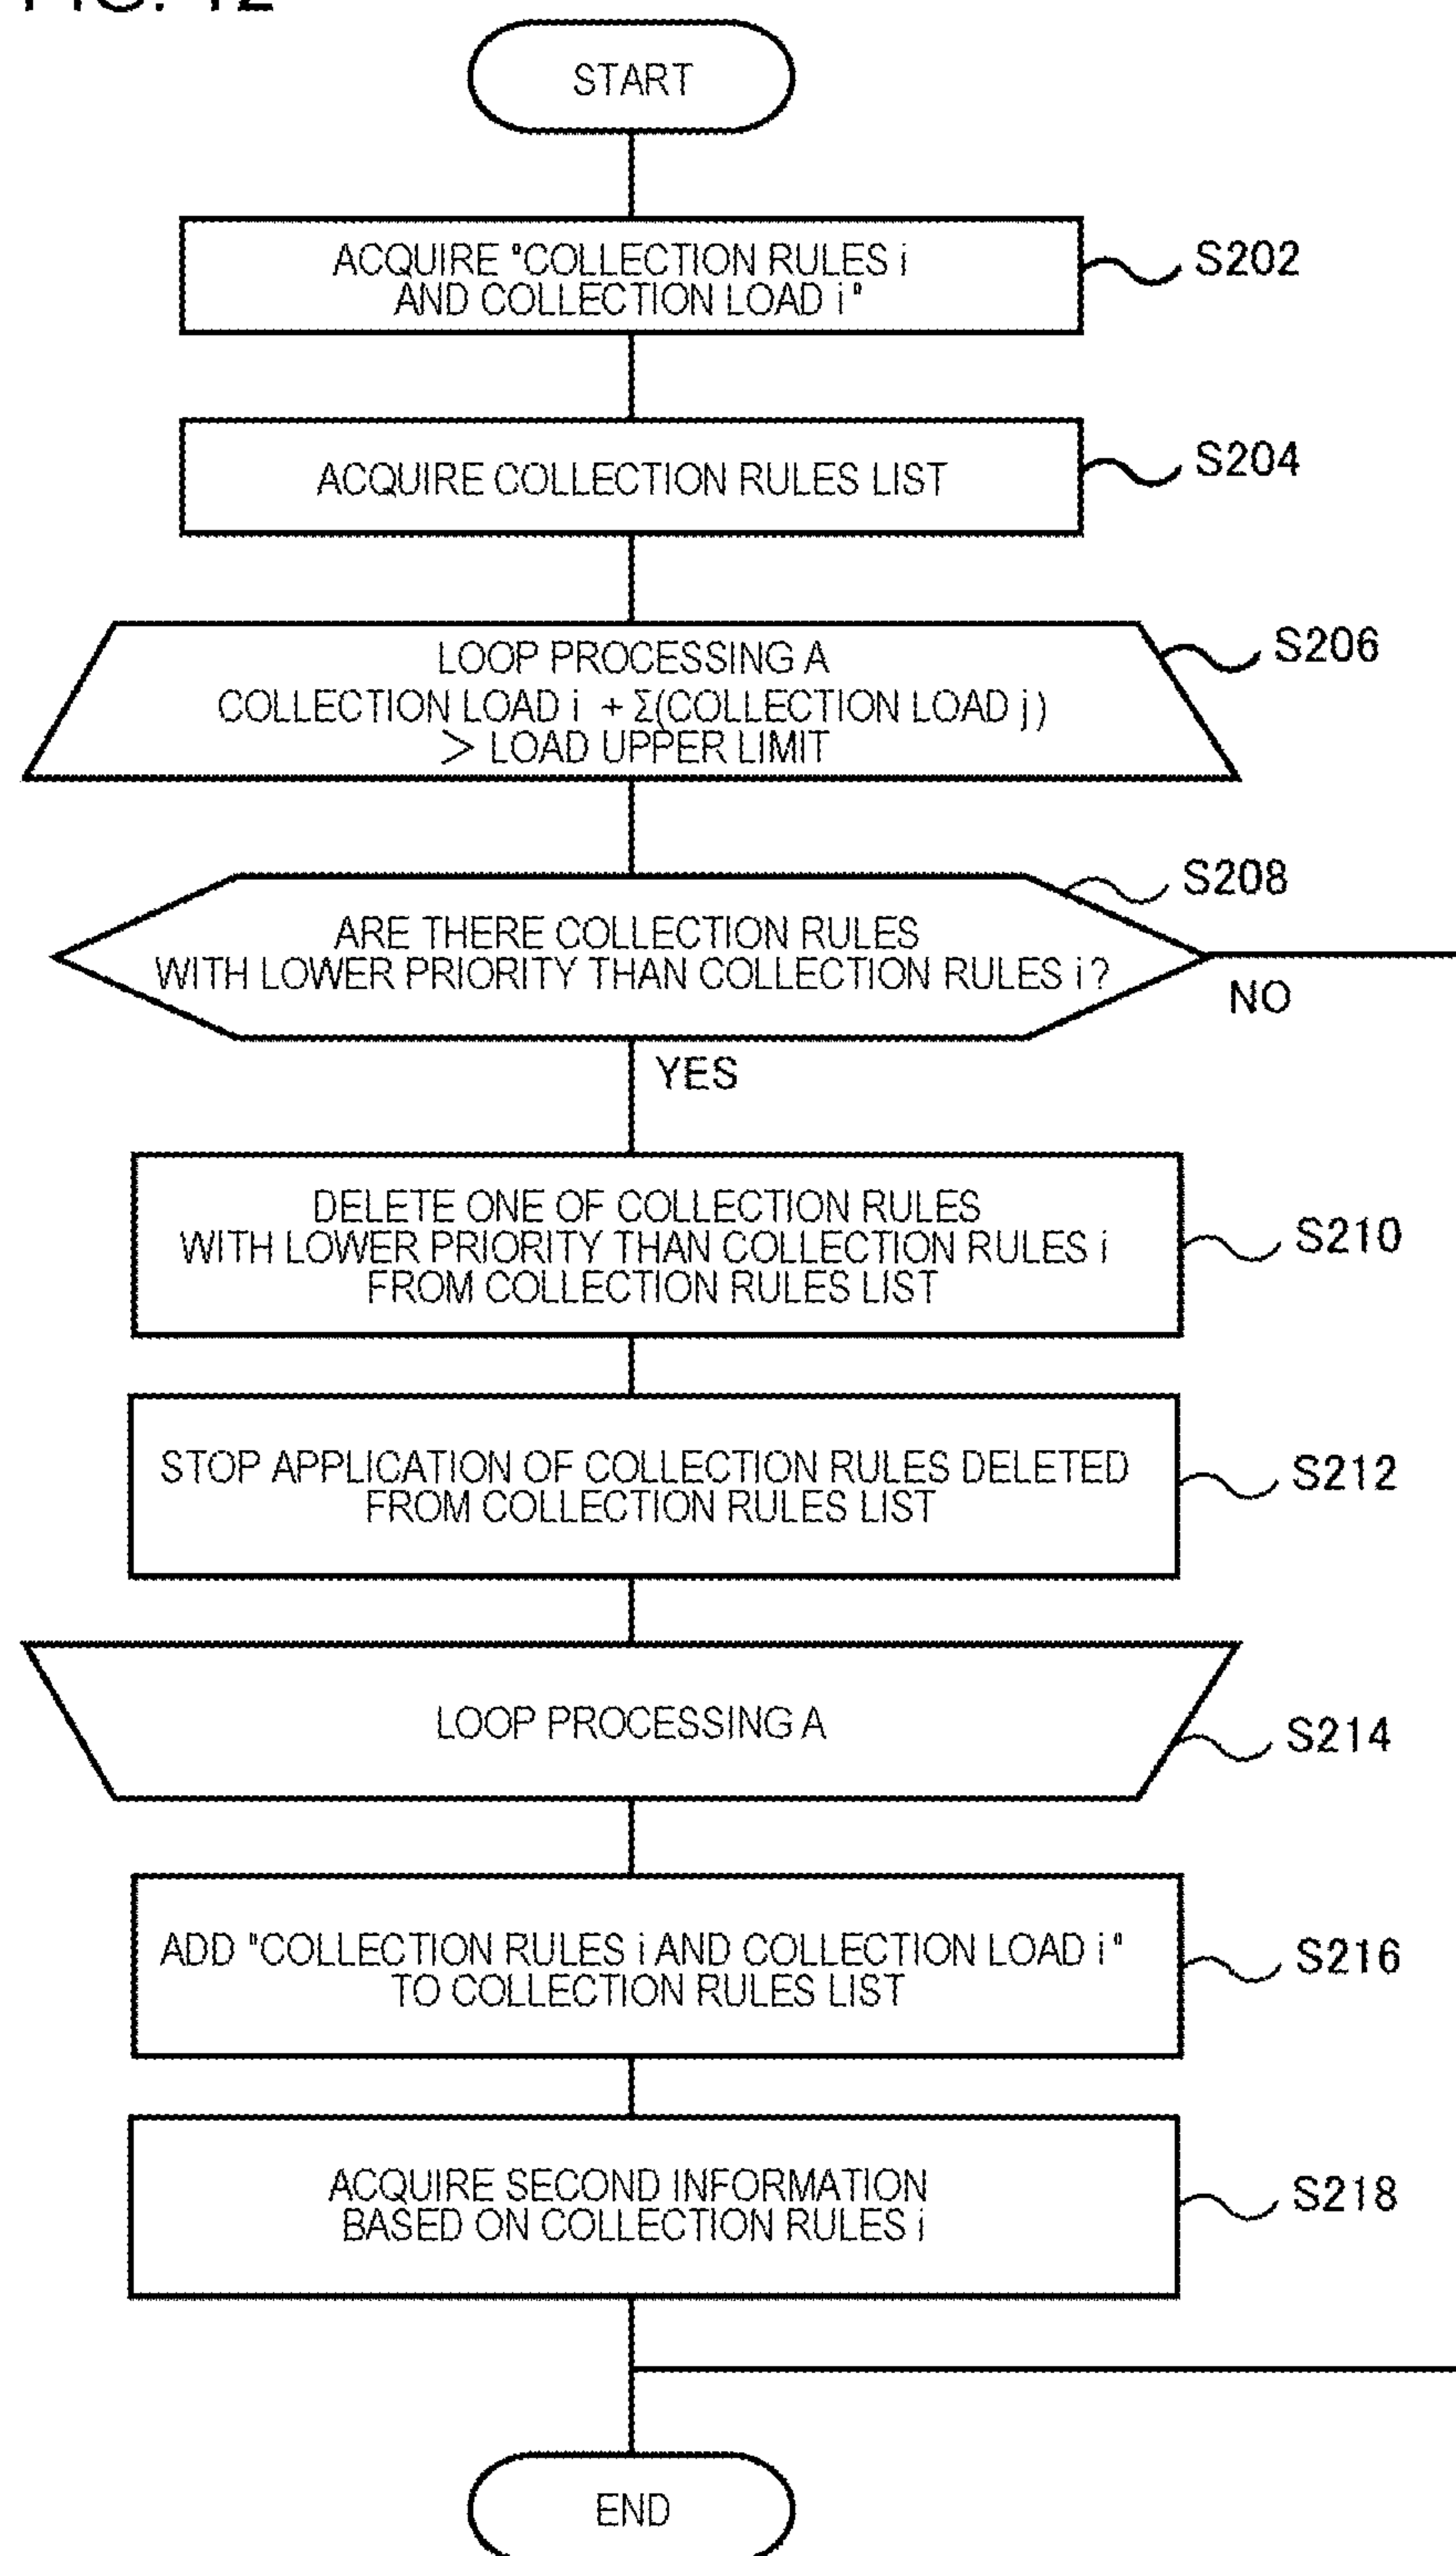 START
ACQUIRE "COLLECTION RULES i
AND COLLECTION LOAD i"
S202
ACQUIRE COLLECTION RULES LIST
S204
LOOP PROCESSING A
COLLECTION LOAD i + Σ(COLLECTION LOAD j)
> LOAD UPPER LIMIT
S206
ARE THERE COLLECTION RULES
WITH LOWER PRIORITY THAN COLLECTION RULES i?
S208
NO
YES
DELETE ONE OF COLLECTION RULES
WITH LOWER PRIORITY THAN COLLECTION RULES i
FROM COLLECTION RULES LIST
S210
STOP APPLICATION OF COLLECTION RULES DELETED
FROM COLLECTION RULES LIST
S212
LOOP PROCESSING A
S214
ADD "COLLECTION RULES i AND COLLECTION LOAD i"
TO COLLECTION RULES LIST
S216
ACQUIRE SECOND INFORMATION
BASED ON COLLECTION RULES i
S218
END